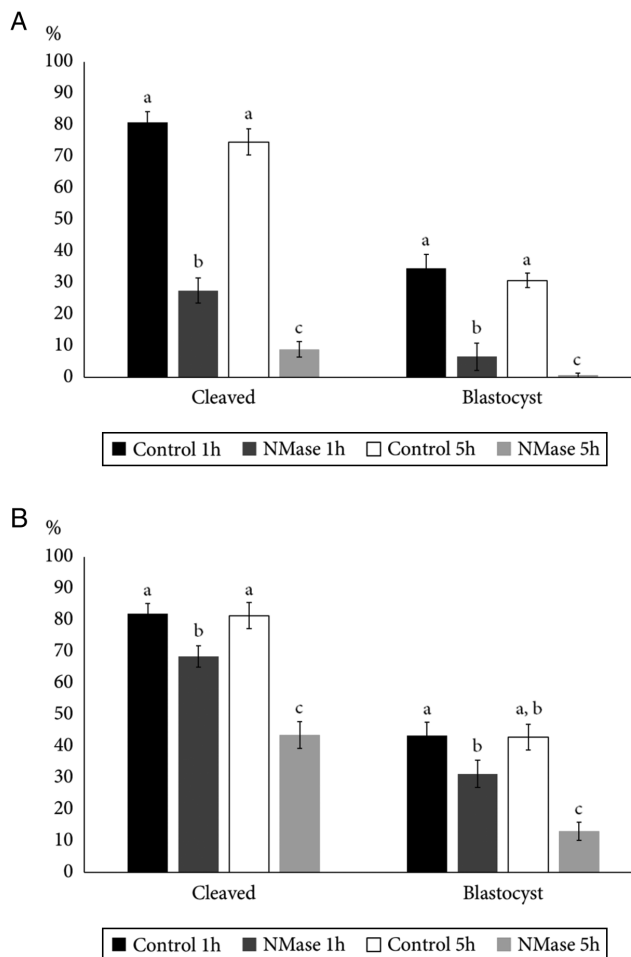 A
%
100
90
80
70
60
50
40
30
20
10
0
a
b
a
c
a
b
a
c
Cleaved
Blastocyst
Control 1h NMase 1h Control 5h NMase 5h
B
%
100
90
80
70
60
50
40
30
20
10
0
a
b
a
c
a
b
a, b
c
Cleaved
Blastocyst
Control 1h NMase 1h Control 5h NMase 5h